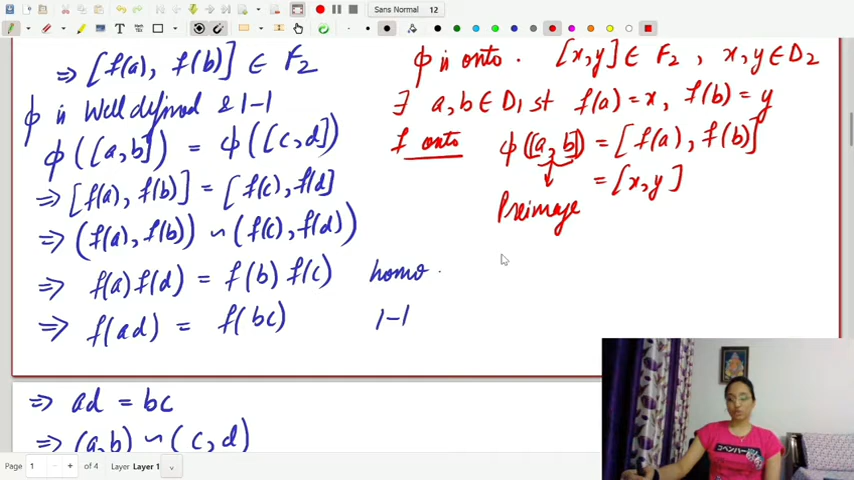 Sans Normal 12
⇒ [f(a), f(b)] ∈ F₂
ϕ is Well defined & 1-1
ϕ([a,b]) = ϕ([c,d])
⇒ [f(a), f(b)] = [f(c), f(d)]
⇒ (f(a), f(b)) ~ (f(c), f(d))
⇒ f(a) f(d) = f(b) f(c) homo.
⇒ f(ad) = f(bc) 1-1
ϕ is onto. [x,y] ∈ F₂, x,y ∈ D₂
∃ a,b ∈ D₁ st f(a) = x, f(b) = y
f onto ϕ([a,b]) = [f(a), f(b)]
= [x,y]
Preimage
⇒ ad = bc
⇒ (a,b) ~ (c,d)
Page 1 of 4 Layer Layer 1